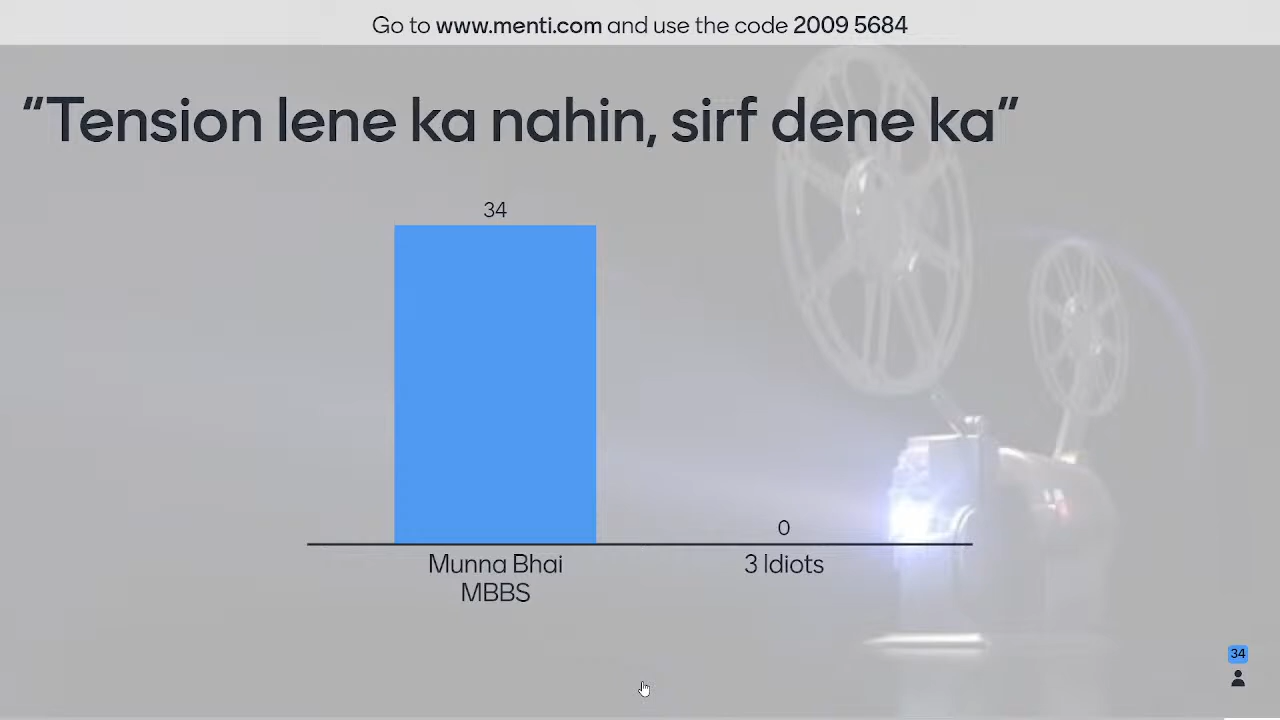 Go to www.menti.com and use the code 2009 5684
“Tension lene ka nahin, sirf dene ka”
34
0
Munna Bhai
MBBS
3 Idiots
34